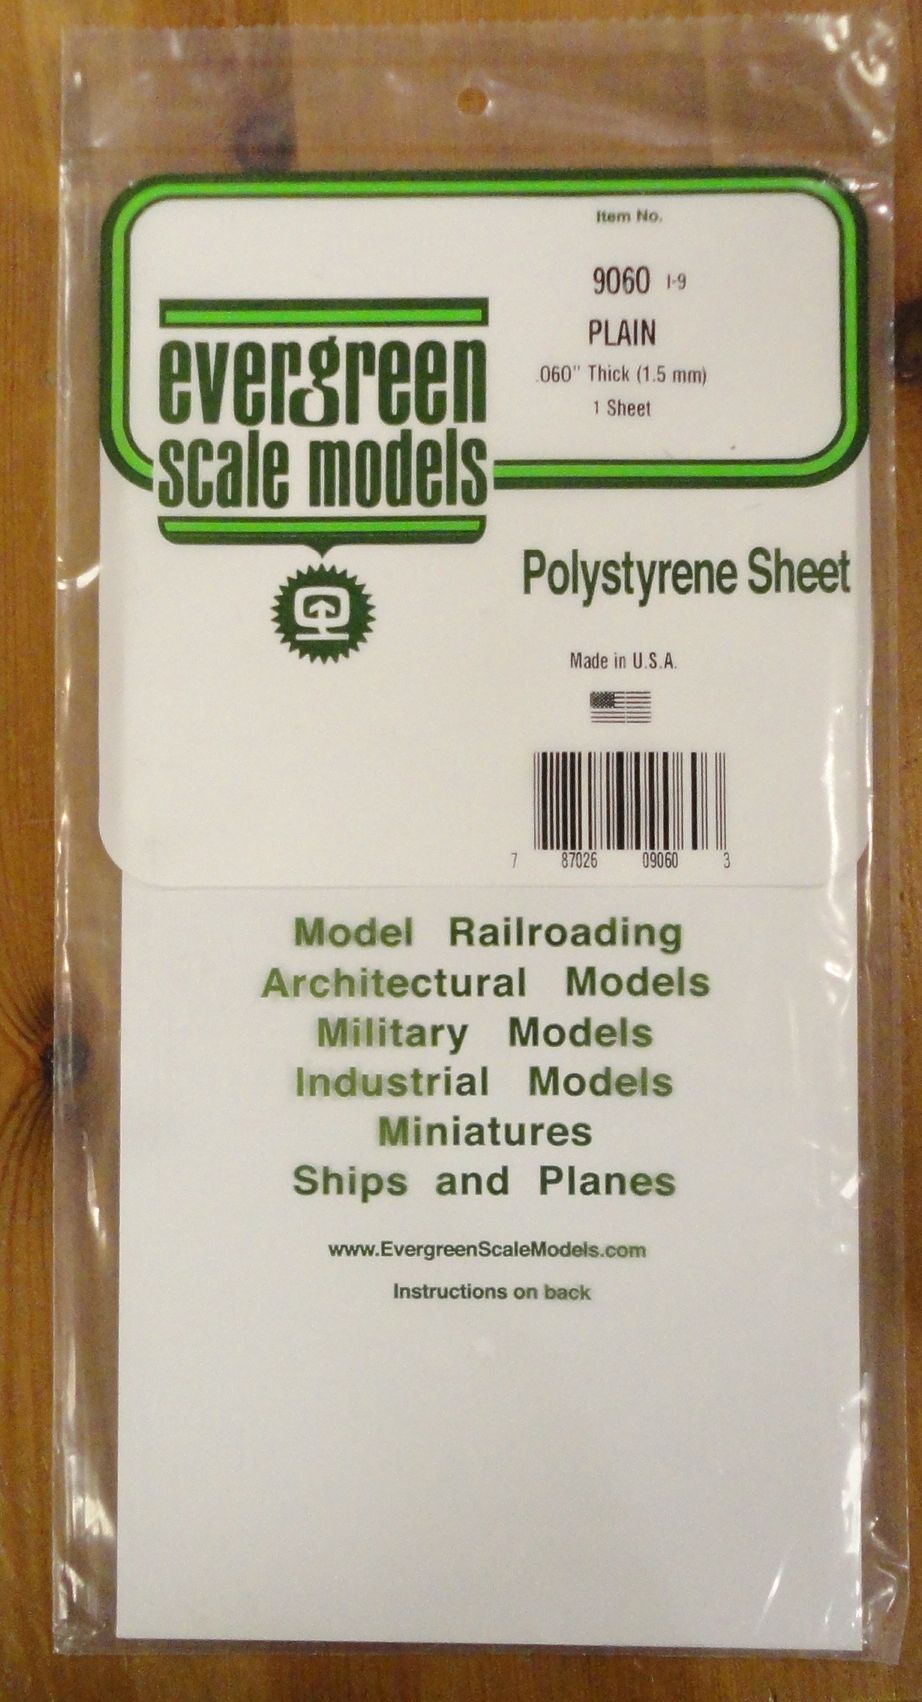 Item No.
9060 I-9
PLAIN
.060" Thick (1.5 mm)
1 Sheet
evergreen
scale models
Polystyrene Sheet
Made in U.S.A.
7 87026 09060 3
Model Railroading
Architectural Models
Military Models
Industrial Models
Miniatures
Ships and Planes
www.EvergreenScaleModels.com
Instructions on back